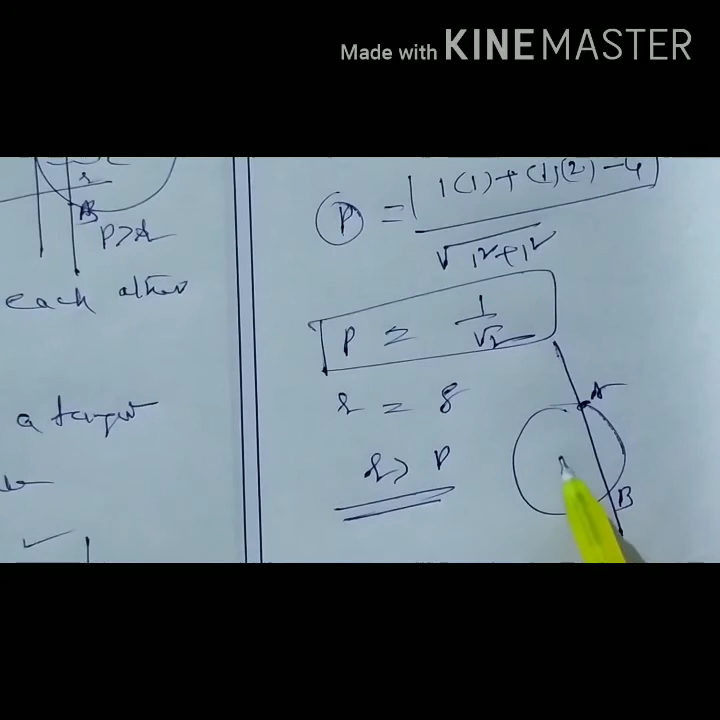 Made with KINEMASTER
r
B
P>r
each other
a tangent
P = |1(1)+(1)(2)-4|
√1²+1²
P = 1
√2
r = 8
r > P
A
B